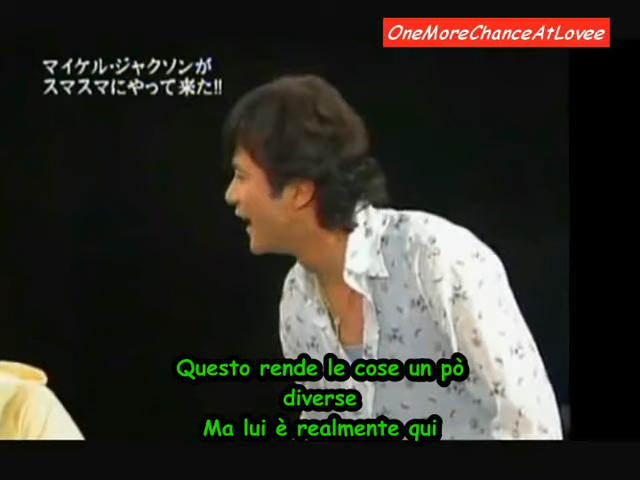 OneMoreChanceAtLovee
マイケル・ジャクソンが
スマスマにやって来た!!
Questo rende le cose un pò
diverse
Ma lui è realmente qui